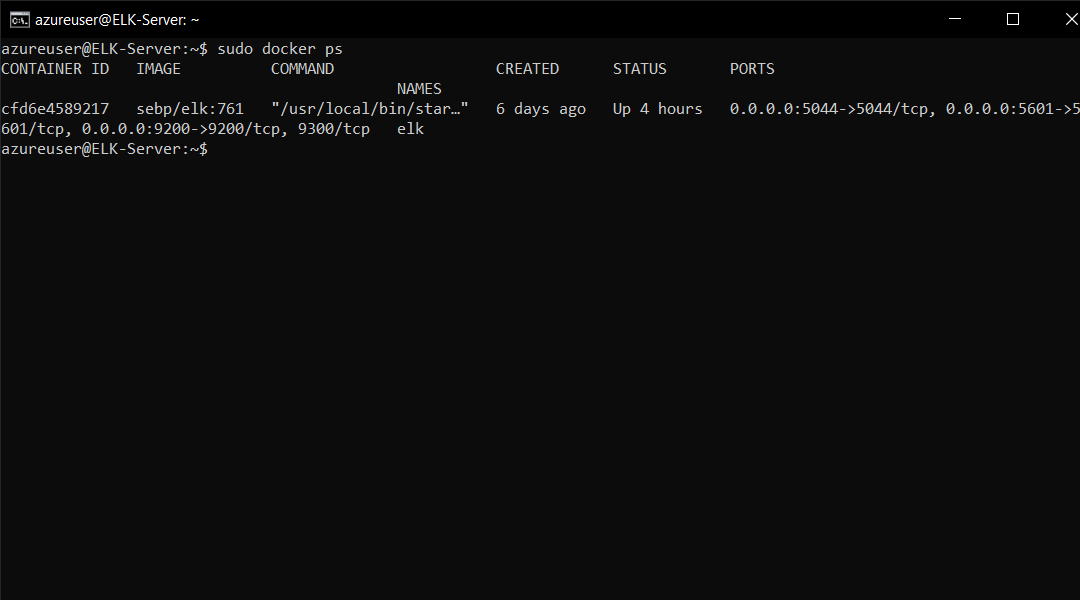 azureuser@ELK-Server: ~
azureuser@ELK-Server:~$ sudo docker ps
CONTAINER ID   IMAGE          COMMAND                  CREATED      STATUS       PORTS
                                            NAMES
cfd6e4589217   sebp/elk:761   "/usr/local/bin/star…"   6 days ago   Up 4 hours   0.0.0.0:5044->5044/tcp, 0.0.0.0:5601->5
601/tcp, 0.0.0.0:9200->9200/tcp, 9300/tcp   elk
azureuser@ELK-Server:~$